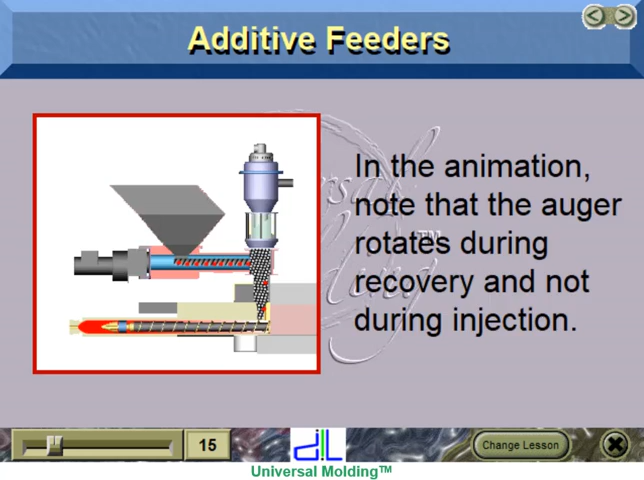 Additive Feeders
In the animation,
note that the auger
rotates during
recovery and not
during injection.
15
Change Lesson
Universal Molding™